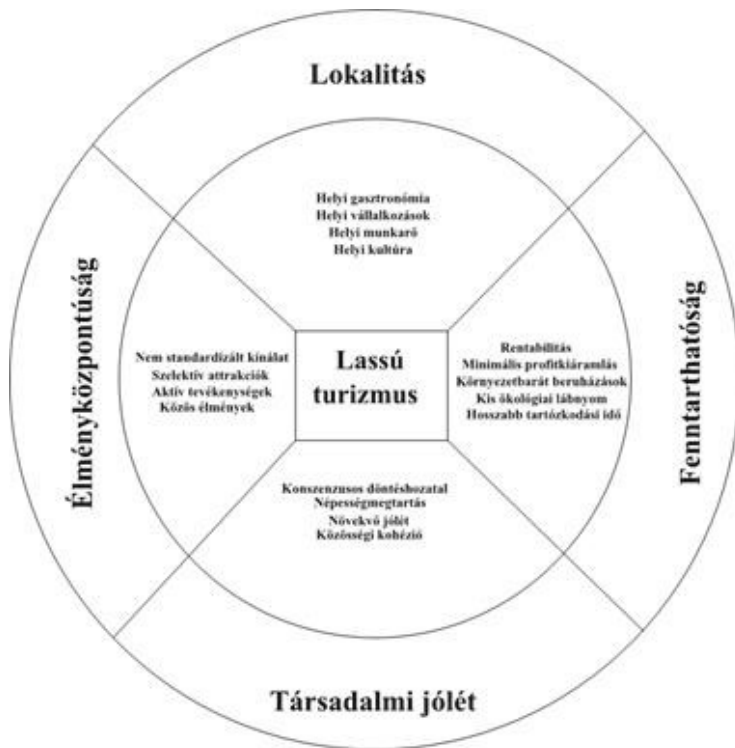 Lokalitás
Helyi gasztronómia
Helyi vállalkozások
Helyi munkarő
Helyi kultúra
Élményközpontúság
Nem standardizált kínálat
Szelektív attrakciók
Aktív tevékenységek
Közös élmények
Lassú
turizmus
Rentabilitás
Minimális profitkiáramlás
Környezetbarát beruházások
Kis ökológiai lábnyom
Hosszabb tartózkodási idő
Fenntarthatóság
Konszenzusos döntéshozatal
Népességmegtartás
Növekvő jólét
Közösségi kohézió
Társadalmi jólét